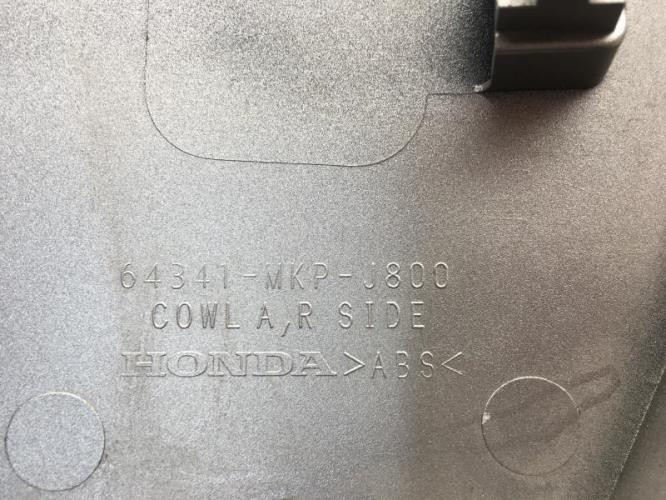 64341-MKP-J800
COWL A,R SIDE
HONDA >ABS<